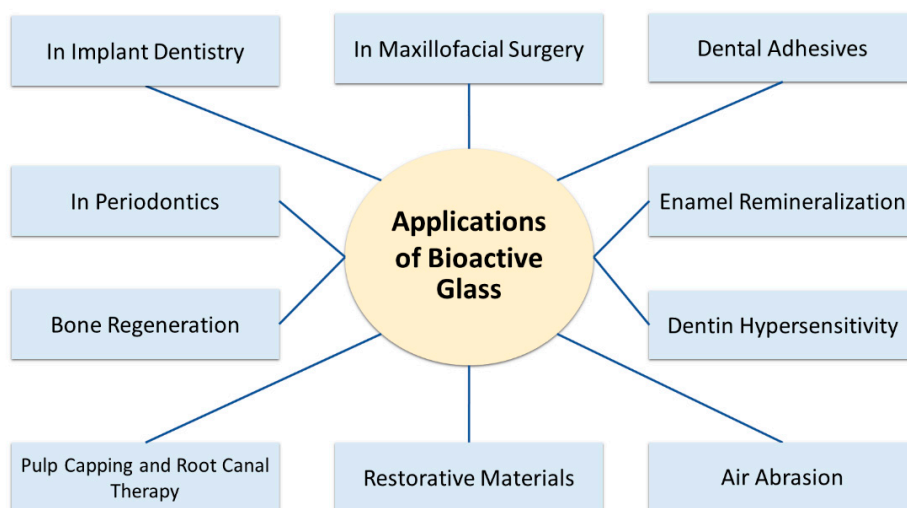 In Implant Dentistry
In Maxillofacial Surgery
Dental Adhesives
In Periodontics
Applications
of Bioactive
Glass
Enamel Remineralization
Bone Regeneration
Dentin Hypersensitivity
Pulp Capping and Root Canal
Therapy
Restorative Materials
Air Abrasion